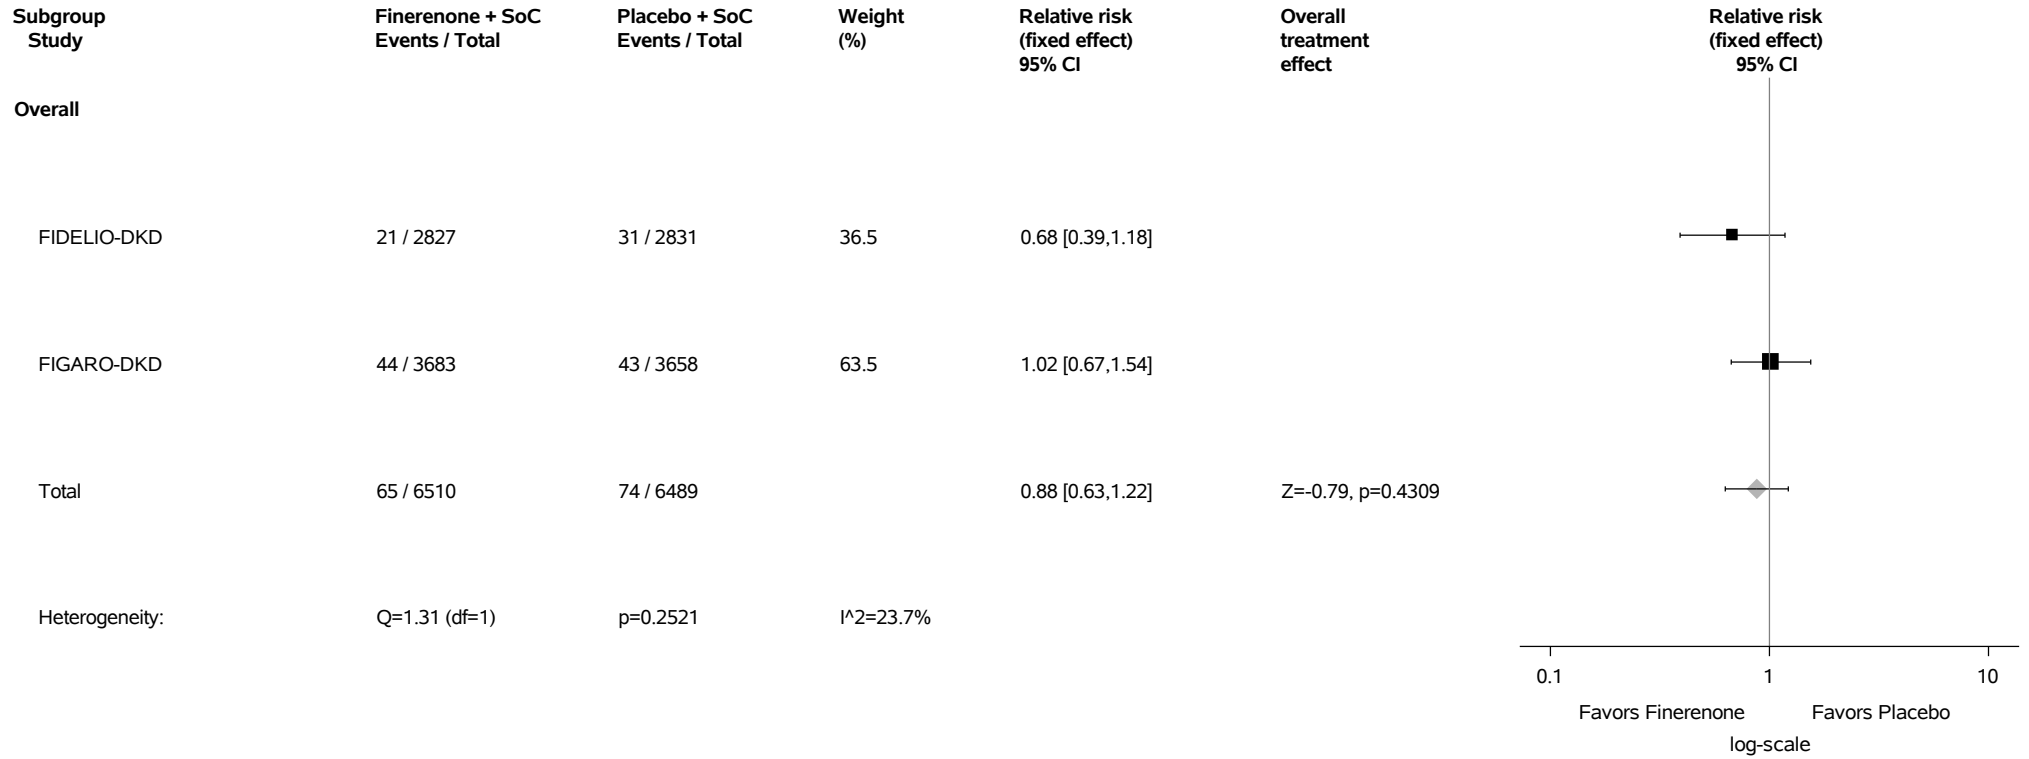 Subgroup Finerenone + SoC Placebo + SoC Weight Relative risk Overall Relative risk
Study Events / Total Events / Total (%) (fixed effect) treatment (fixed effect)
95% CI effect 95% CI
Overall
FIDELIO-DKD 21 / 2827 31 / 2831 36.5 0.68 [0.39,1.18]
FIGARO-DKD 44 / 3683 43 / 3658 63.5 1.02 [0.67,1.54]
Total 65 / 6510 74 / 6489 0.88 [0.63,1.22] Z=-0.79, p=0.4309
Heterogeneity: Q=1.31 (df=1) p=0.2521 I^2=23.7%
0.1 1 10
Favors Finerenone Favors Placebo
log-scale